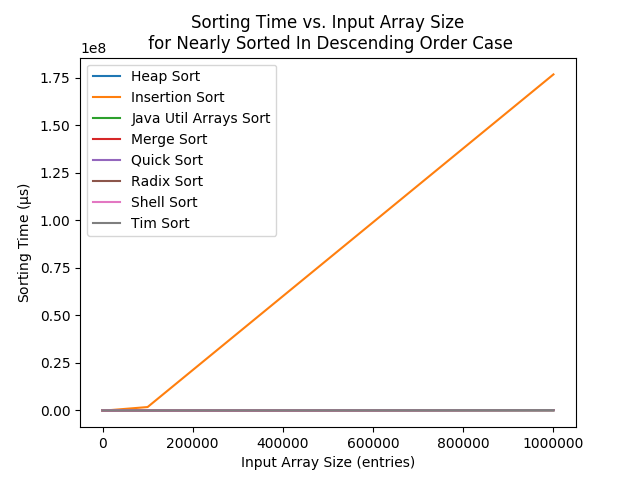 Sorting Time vs. Input Array Size
for Nearly Sorted In Descending Order Case
1e8
Heap Sort
Insertion Sort
Java Util Arrays Sort
Merge Sort
Quick Sort
Radix Sort
Shell Sort
Tim Sort
1.75
1.50
1.25
1.00
0.75
0.50
0.25
0.00
Sorting Time (µs)
0 200000 400000 600000 800000 1000000
Input Array Size (entries)